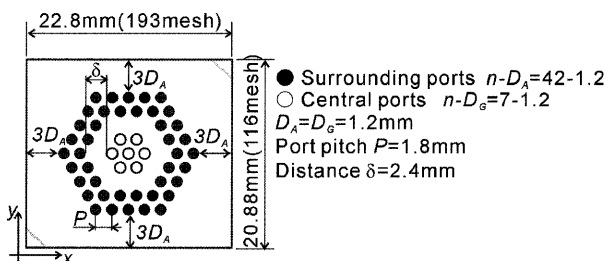 22.8mm(193mesh)
δ
3D_A
3D_A
3D_A
P
3D_A
y
x
20.88mm(116mesh)
● Surrounding ports n-D_A=42-1.2
○ Central ports n-D_G=7-1.2
D_A=D_G=1.2mm
Port pitch P=1.8mm
Distance δ=2.4mm